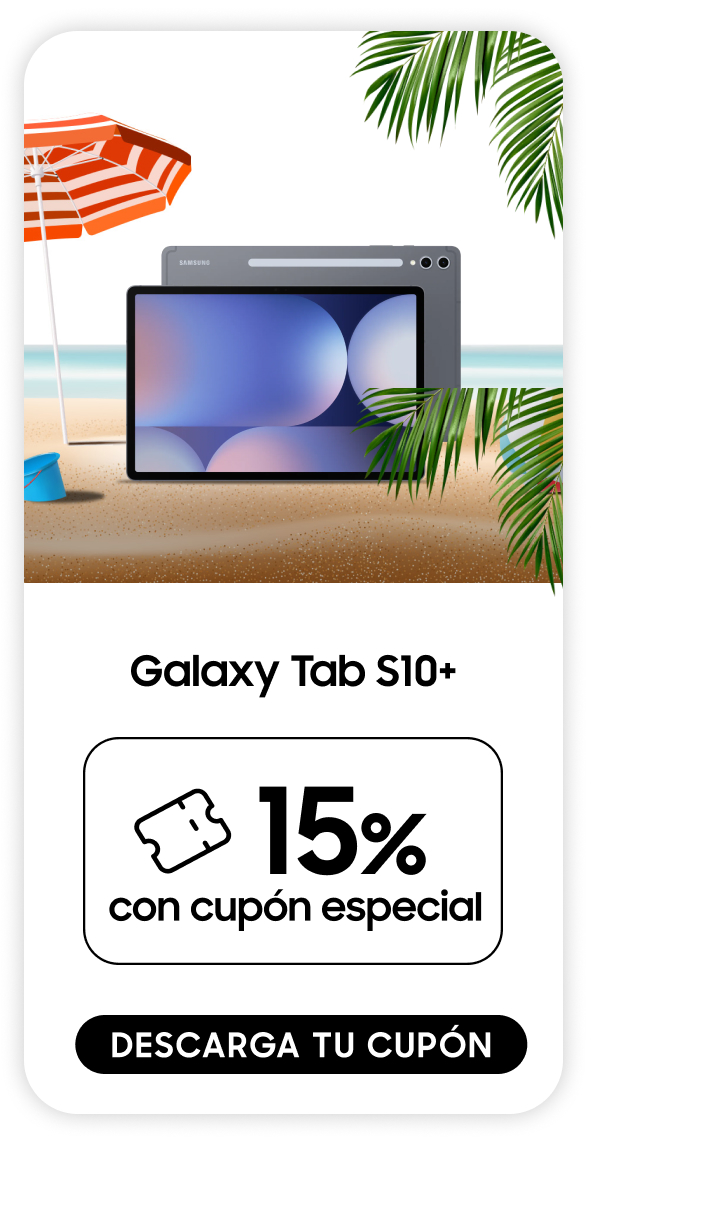 SAMSUNG
Galaxy Tab S10+
15%
con cupón especial
DESCARGA TU CUPÓN